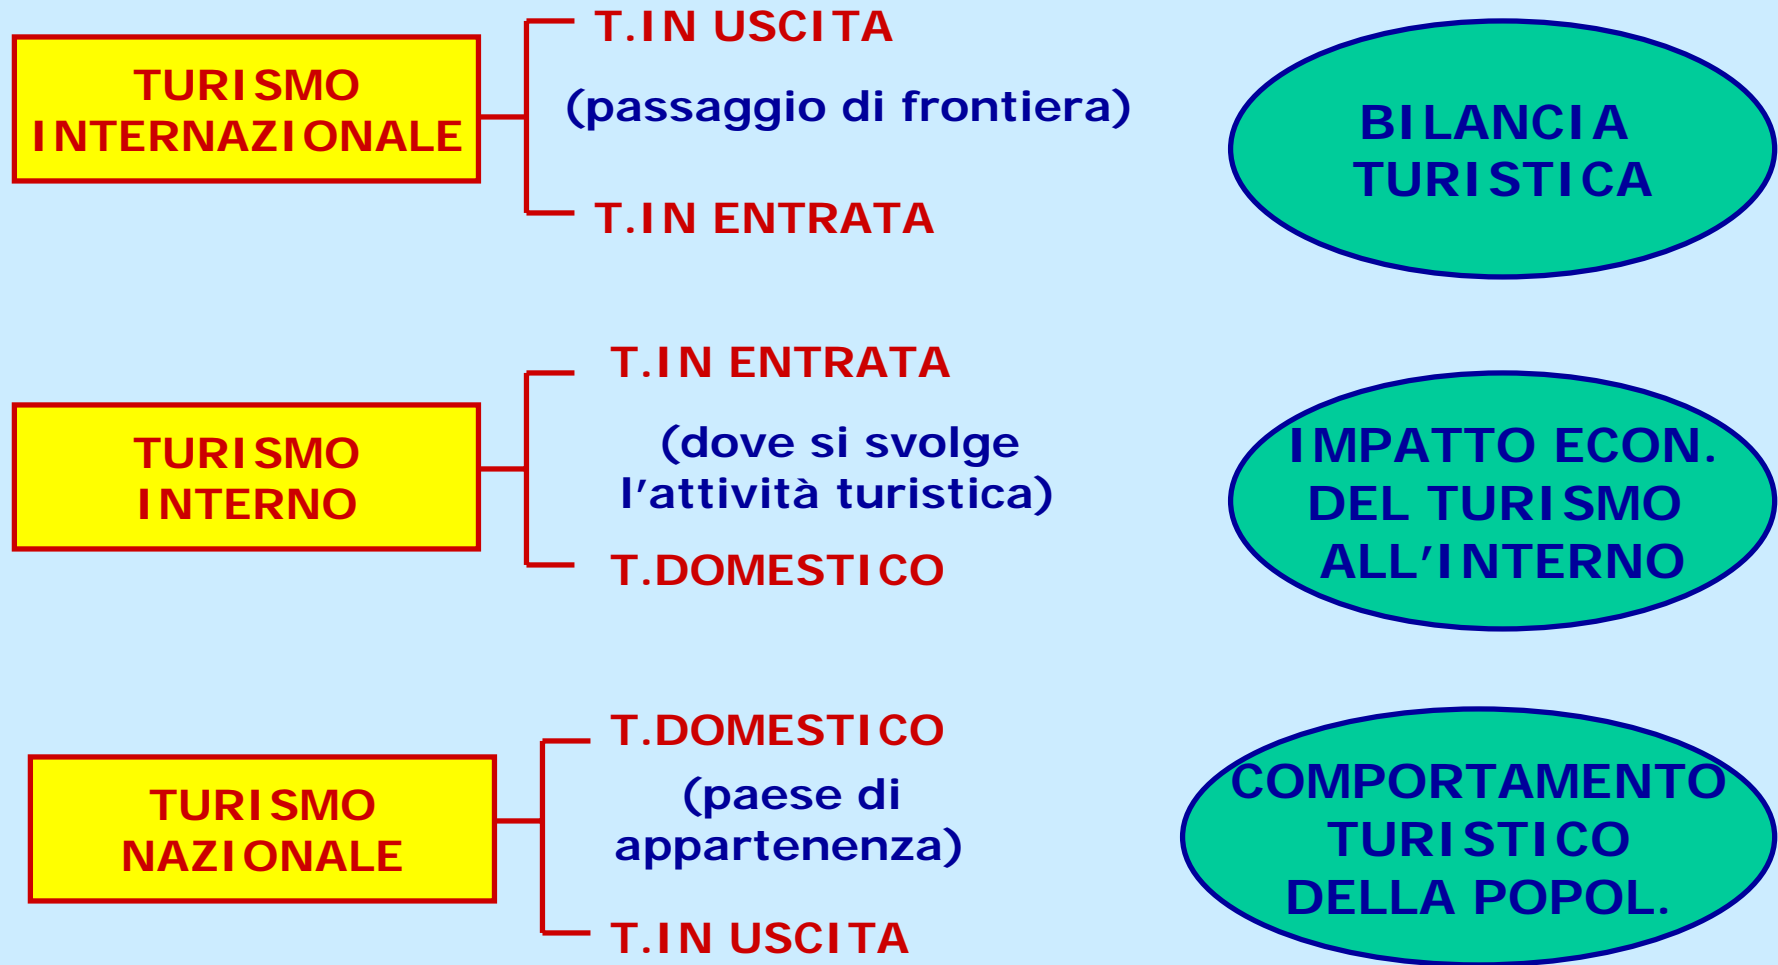 TURISMO
INTERNAZIONALE
T.IN USCITA
(passaggio di frontiera)
T.IN ENTRATA
BILANCIA
TURISTICA
TURISMO
INTERNO
T.IN ENTRATA
(dove si svolge
l’attività turistica)
T.DOMESTICO
IMPATTO ECON.
DEL TURISMO
ALL’INTERNO
TURISMO
NAZIONALE
T.DOMESTICO
(paese di
appartenenza)
T.IN USCITA
COMPORTAMENTO
TURISTICO
DELLA POPOL.